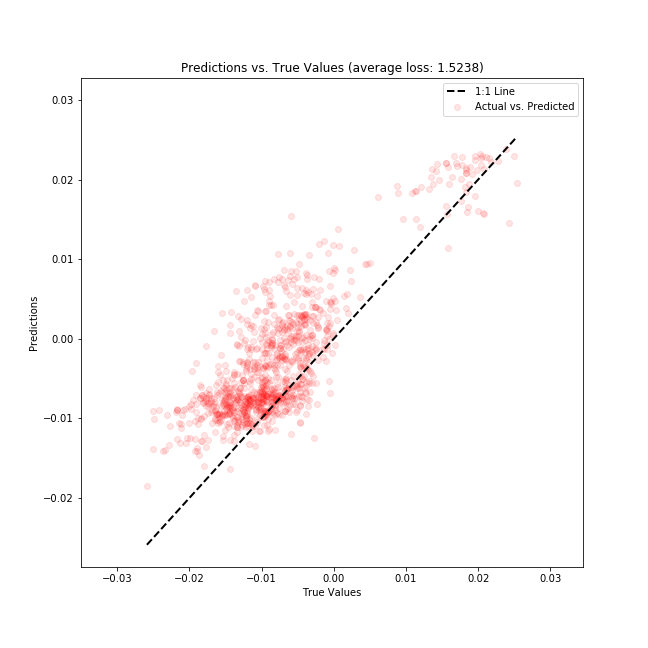 Predictions vs. True Values (average loss: 1.5238)
1:1 Line
Actual vs. Predicted
Predictions
0.03
0.02
0.01
0.00
−0.01
−0.02
−0.03 −0.02 −0.01 0.00 0.01 0.02 0.03
True Values